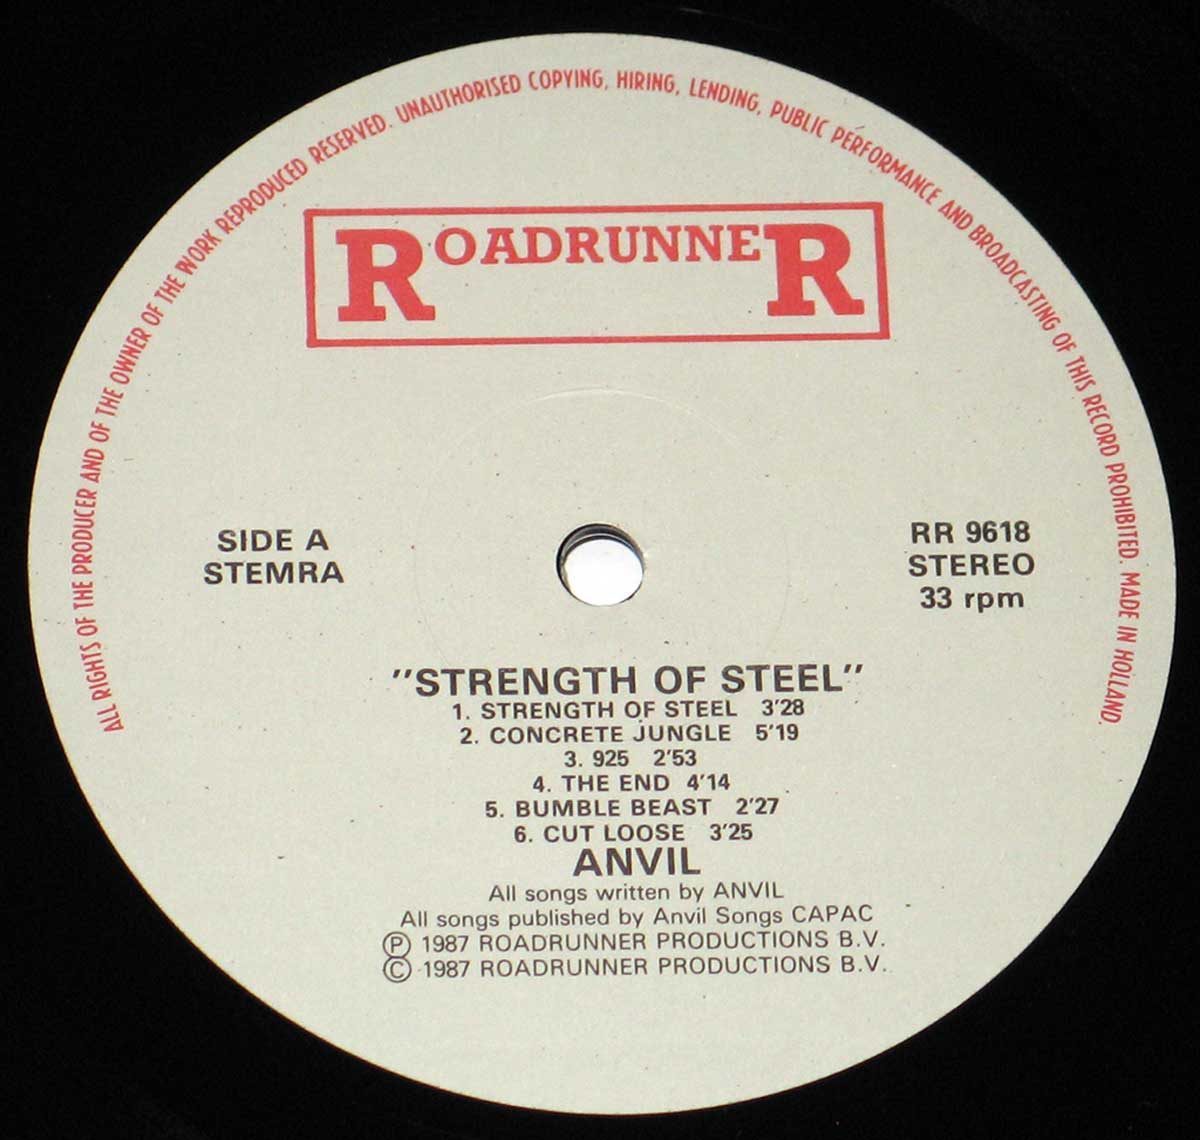 ALL RIGHTS OF THE PRODUCER AND OF THE OWNER OF THE WORK REPRODUCED RESERVED. UNAUTHORISED COPYING, HIRING, LENDING, PUBLIC PERFORMANCE AND BROADCASTING OF THIS RECORD PROHIBITED. MADE IN HOLLAND.
ROADRUNNER
SIDE A
STEMRA
RR 9618
STEREO
33 rpm
"STRENGTH OF STEEL"
1. STRENGTH OF STEEL 3'28
2. CONCRETE JUNGLE 5'19
3. 925 2'53
4. THE END 4'14
5. BUMBLE BEAST 2'27
6. CUT LOOSE 3'25
ANVIL
All songs written by ANVIL
All songs published by Anvil Songs CAPAC
Ⓟ 1987 ROADRUNNER PRODUCTIONS B.V.
© 1987 ROADRUNNER PRODUCTIONS B.V.